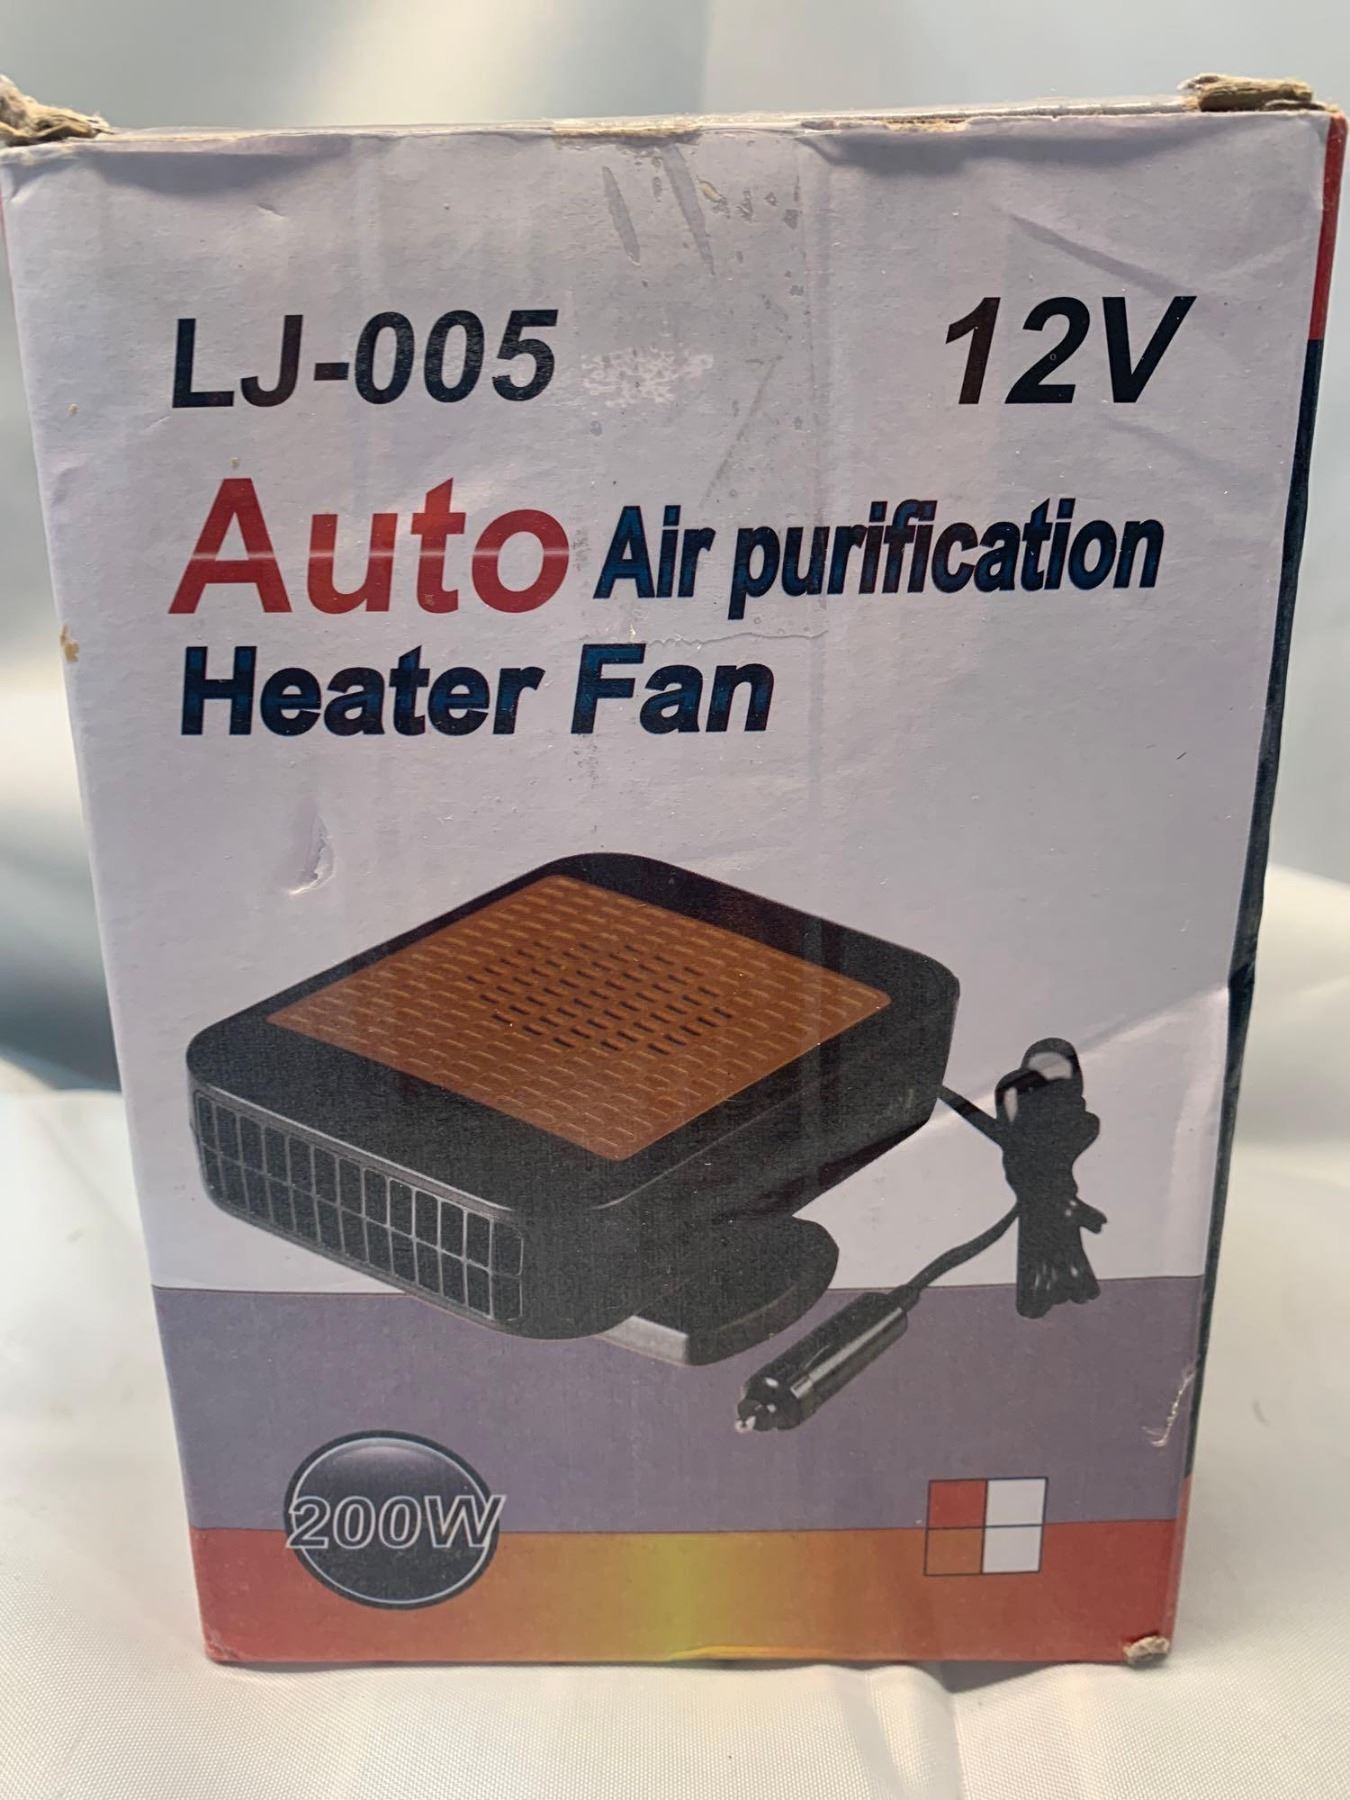 LJ-005 12V
Auto Air purification
Heater Fan
200W